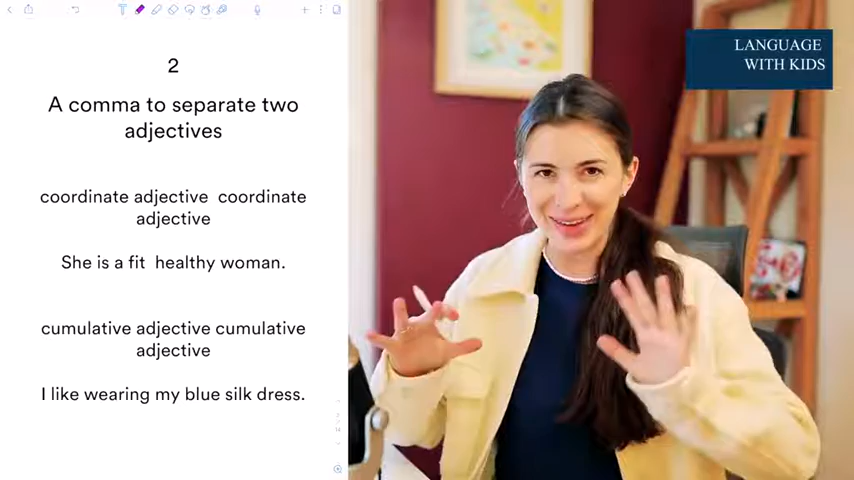 LANGUAGE
WITH KIDS
2
A comma to separate two
adjectives
coordinate adjective  coordinate
adjective
She is a fit  healthy woman.
cumulative adjective cumulative
adjective
I like wearing my blue silk dress.